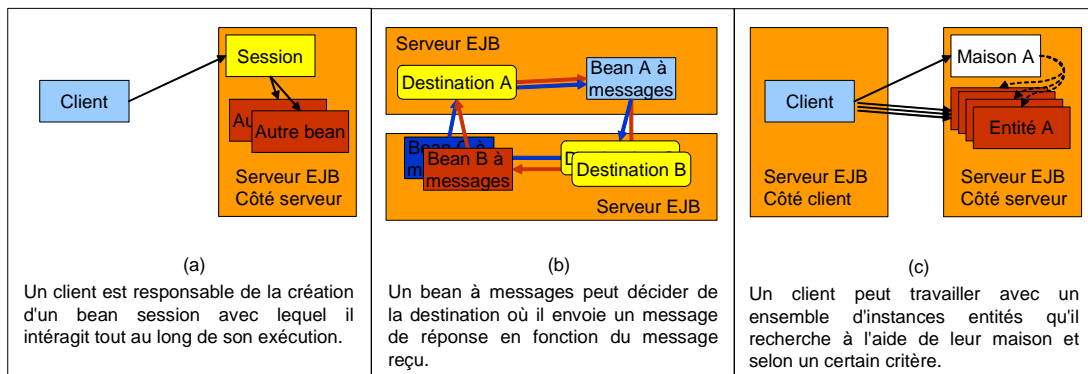 Session
Client
Au
Autre bean
Serveur EJB
Côté serveur
(a)
Un client est responsable de la création
d'un bean session avec lequel il
intéragit tout au long de son exécution.
Serveur EJB
Destination A
Bean A à
messages
Bean B à
messages
Destination B
Serveur EJB
(b)
Un bean à messages peut décider de
la destination où il envoie un message
de réponse en fonction du message
reçu.
Maison A
Client
Entité A
Serveur EJB
Côté client
Serveur EJB
Côté serveur
(c)
Un client peut travailler avec un
ensemble d'instances entités qu'il
recherche à l'aide de leur maison et
selon un certain critère.